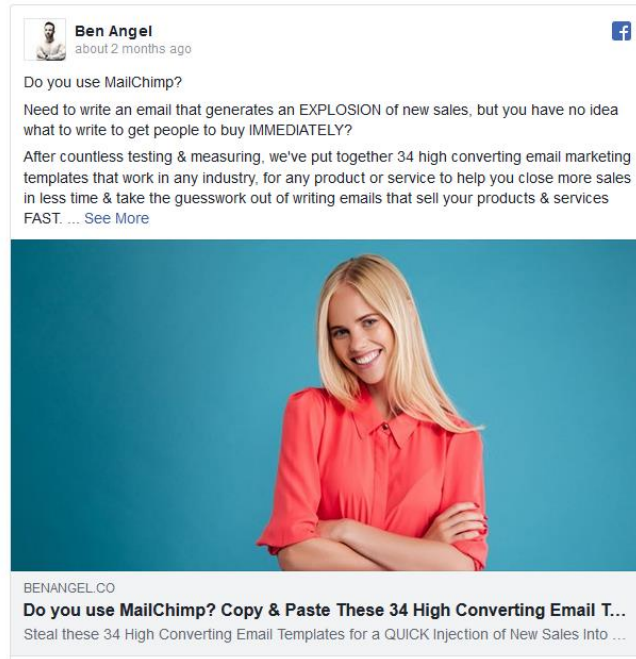 Ben Angel
about 2 months ago
Do you use MailChimp?
Need to write an email that generates an EXPLOSION of new sales, but you have no idea
what to write to get people to buy IMMEDIATELY?
After countless testing & measuring, we've put together 34 high converting email marketing
templates that work in any industry, for any product or service to help you close more sales
in less time & take the guesswork out of writing emails that sell your products & services
FAST. ... See More
BENANGEL.CO
Do you use MailChimp? Copy & Paste These 34 High Converting Email T...
Steal these 34 High Converting Email Templates for a QUICK Injection of New Sales Into ...